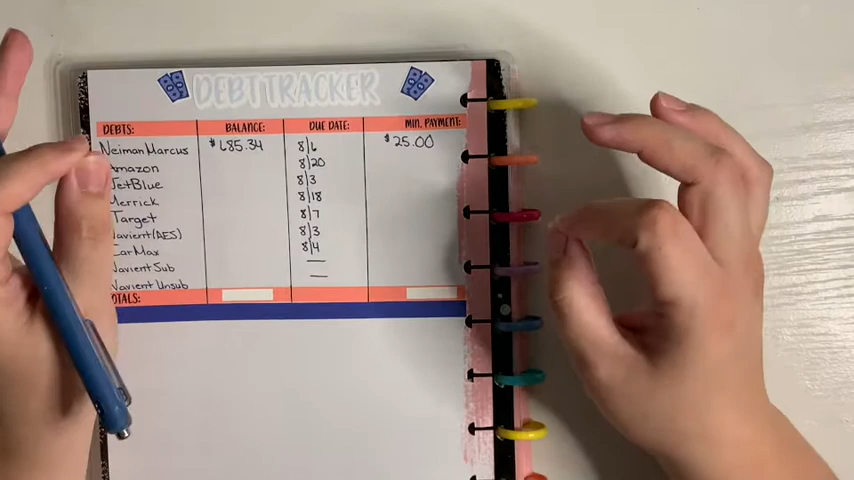 DEBT TRACKER
DEBTS: BALANCE: DUE DATE: MIN. PAYMENT:
Neiman Marcus $685.34 8/6 $25.00
Amazon 8/20
JetBlue 8/3
Merrick 8/18
Target 8/7
Navient (AES) 8/3
CarMax 8/4
Navient Sub —
Navient Unsub —
TOTALS: